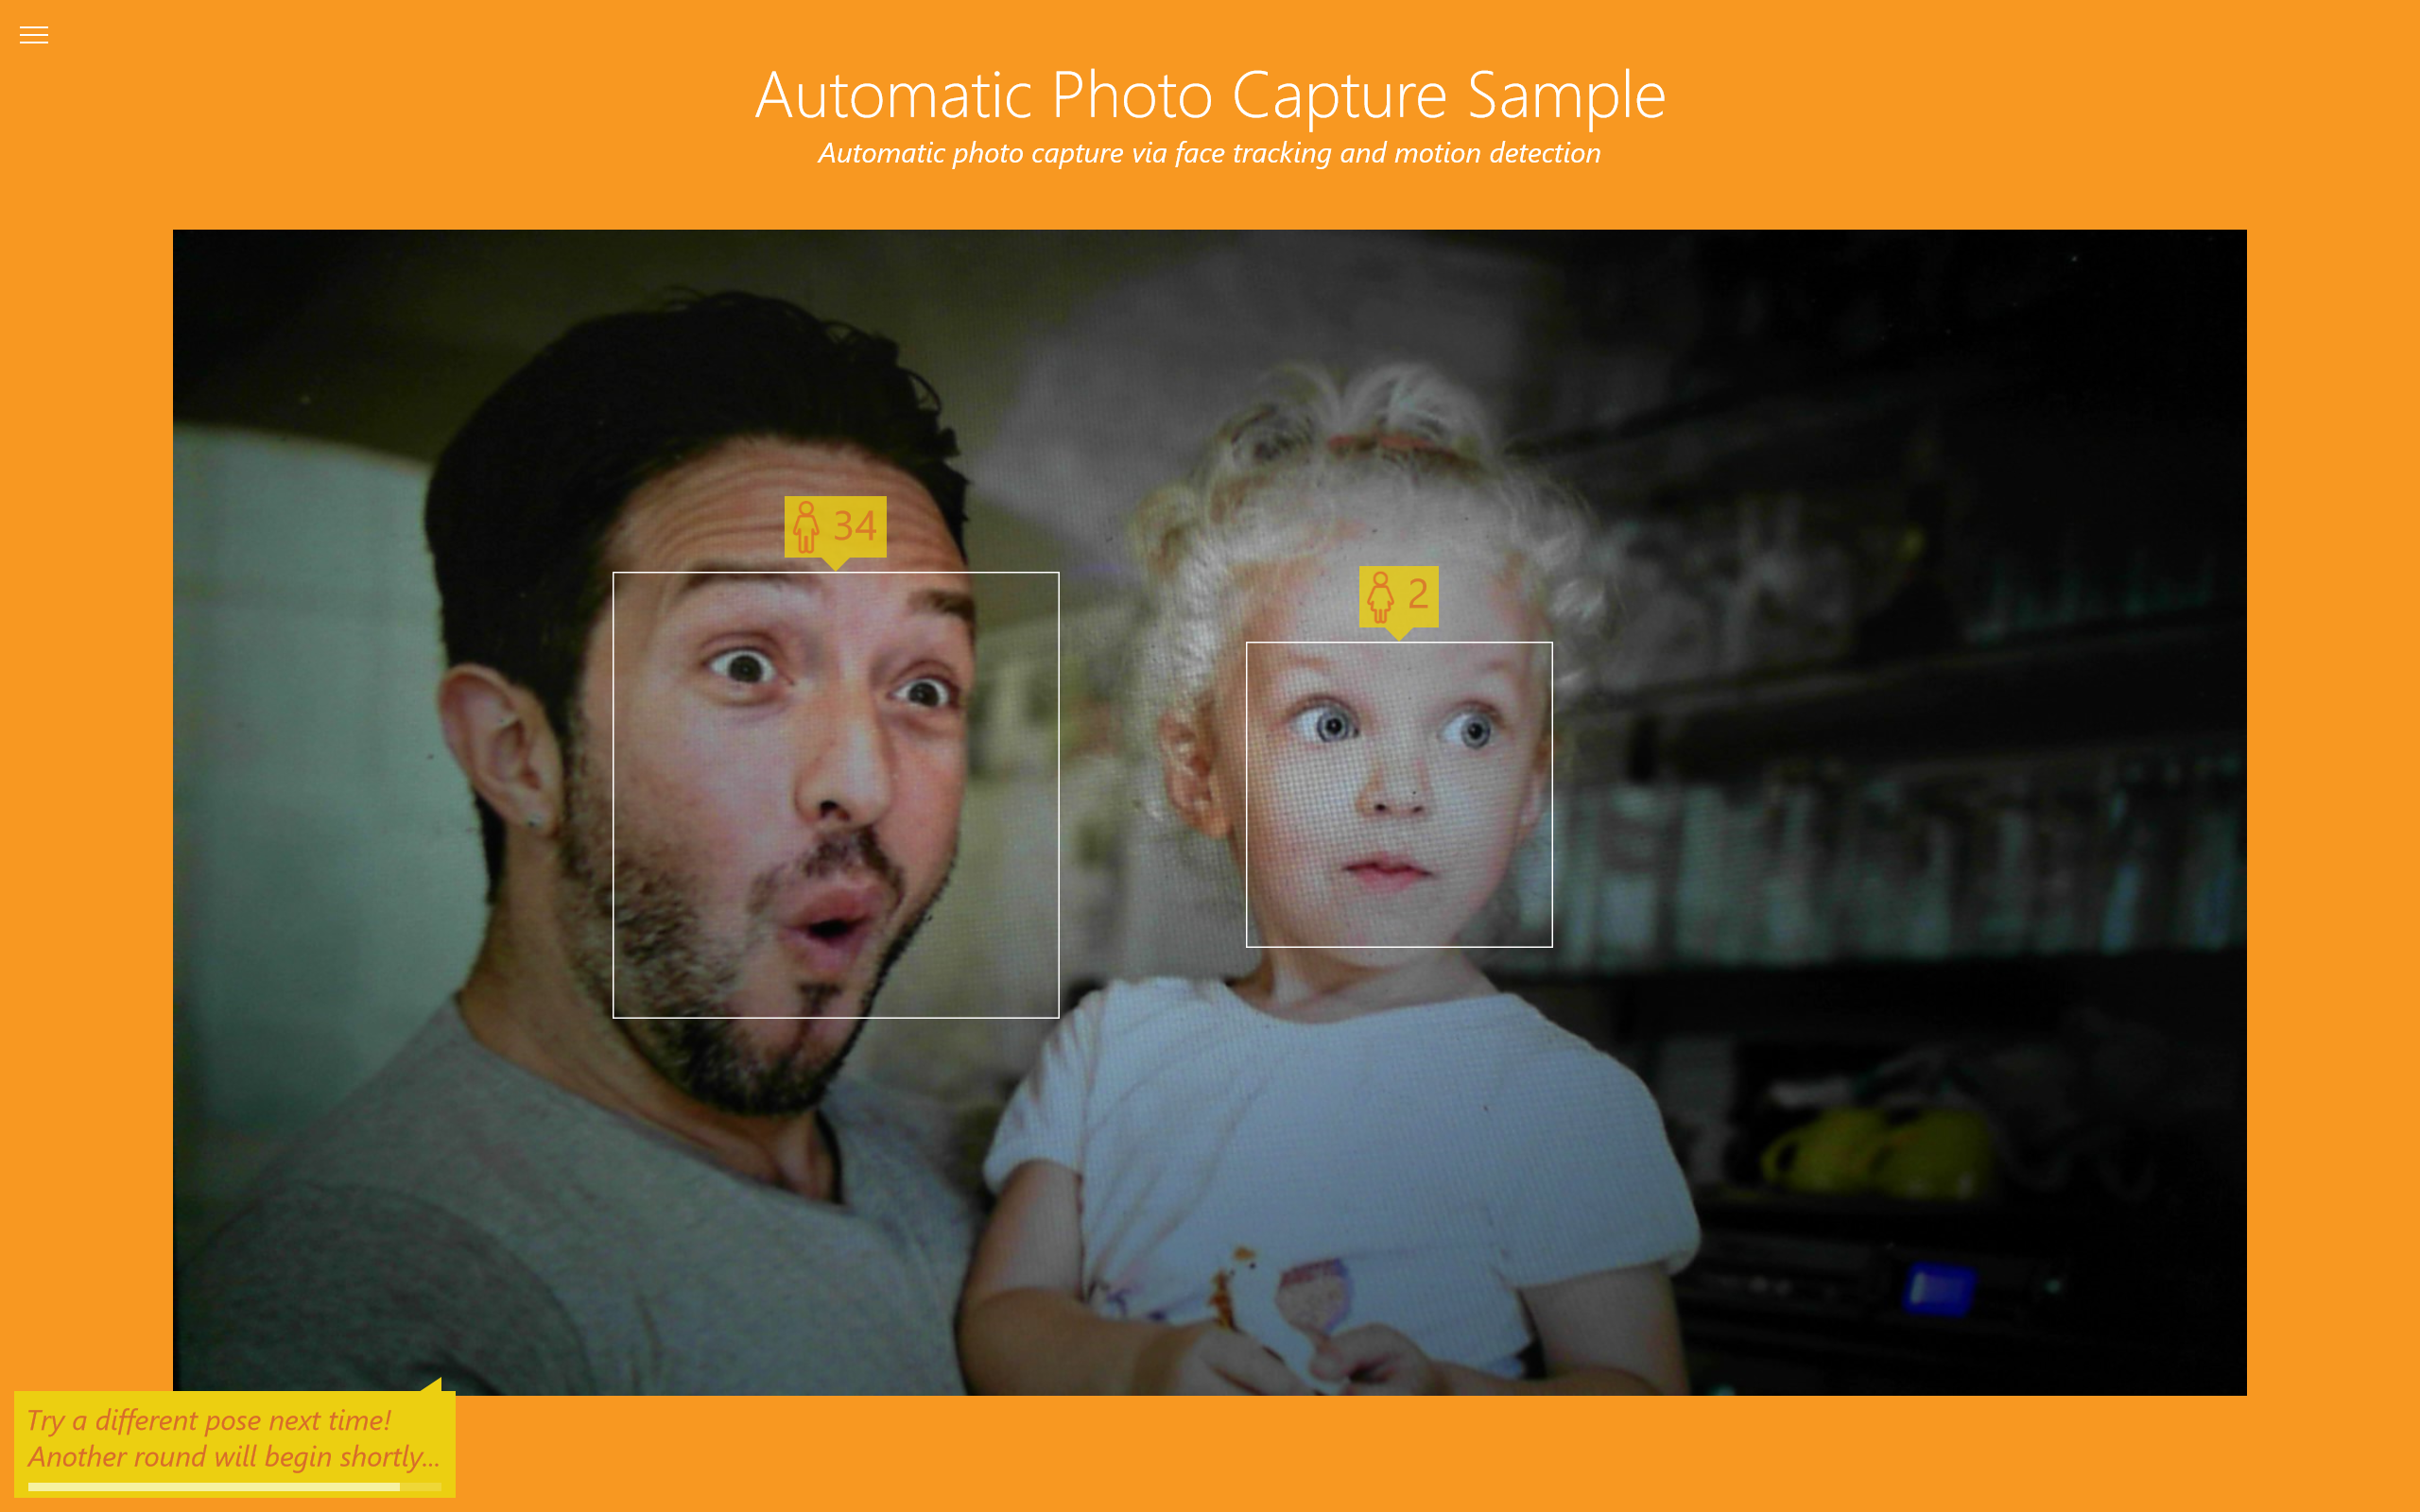 Automatic Photo Capture Sample
Automatic photo capture via face tracking and motion detection
34
2
Try a different pose next time!
Another round will begin shortly...